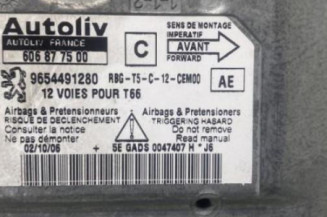 Autoliv
AUTOLIV FRANCE
606 87 75 00
C
SENS DE MONTAGE
IMPERATIF
AVANT
FORWARD
9654491280
RBG-T5-C-12-CEM00
AE
12 VOIES POUR T66
Airbags & Pretensionneurs
RISQUE DE DECLENCHEMENT
Consulter la notice
Ne pas démonter
Airbags & Pretensioners
TRIGGERING HAZARD
Do not remove
Read manual
02/10/06 + 5E GADS 0047407 H * J6